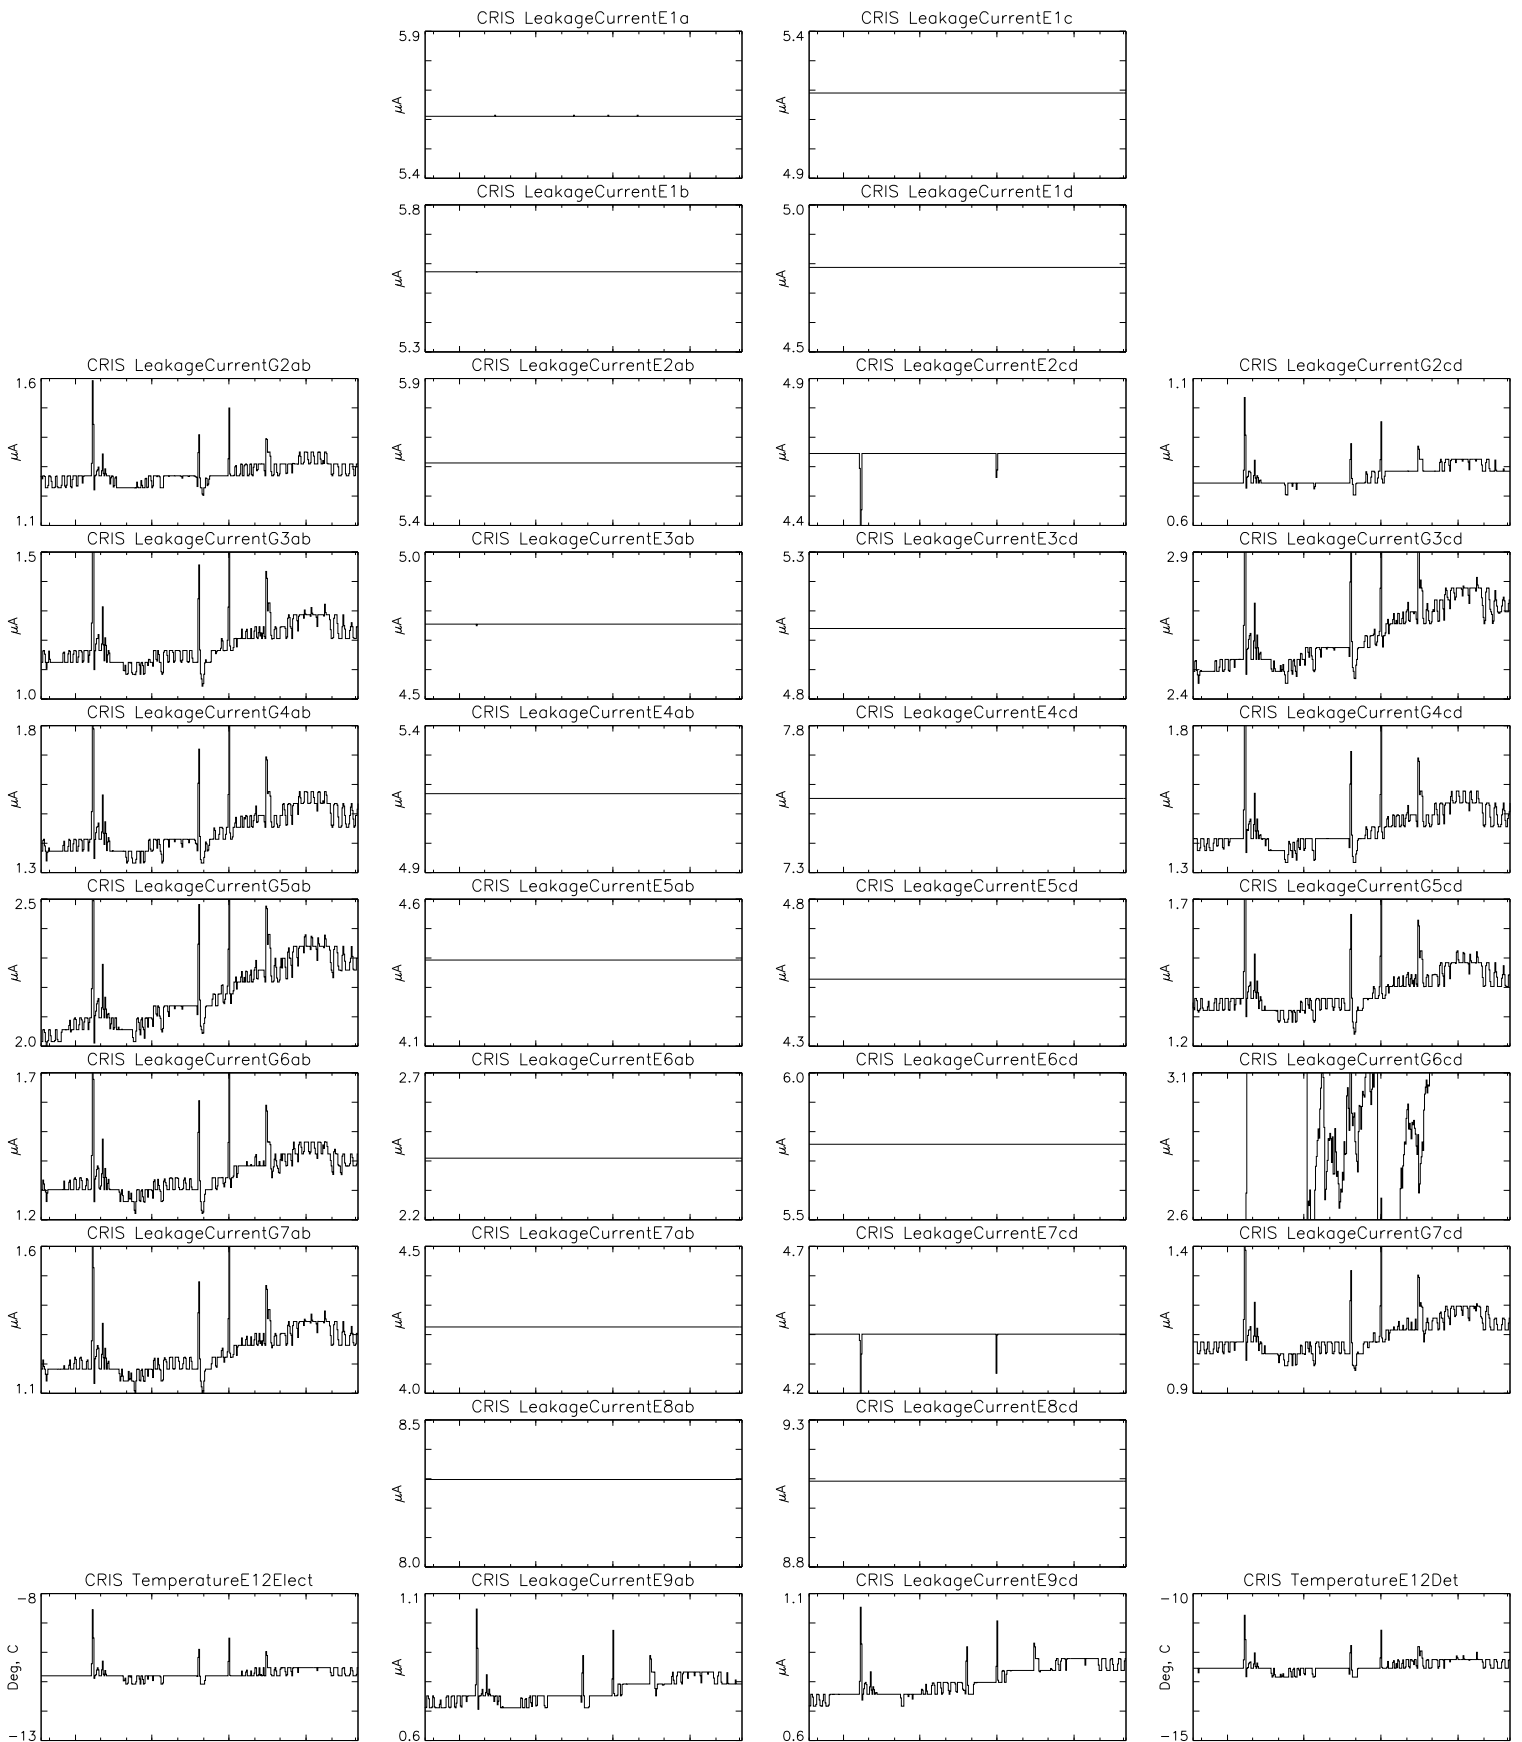 CRIS LeakageCurrentE1a CRIS LeakageCurrentE1c
5.9 5.4
μA μA
5.4 4.9
CRIS LeakageCurrentE1b CRIS LeakageCurrentE1d
5.8 5.0
μA μA
5.3 4.5
CRIS LeakageCurrentG2ab CRIS LeakageCurrentE2ab CRIS LeakageCurrentE2cd CRIS LeakageCurrentG2cd
1.6 5.9 4.9 1.1
μA μA μA μA
1.1 5.4 4.4 0.6
CRIS LeakageCurrentG3ab CRIS LeakageCurrentE3ab CRIS LeakageCurrentE3cd CRIS LeakageCurrentG3cd
1.5 5.0 5.3 2.9
μA μA μA μA
1.0 4.5 4.8 2.4
CRIS LeakageCurrentG4ab CRIS LeakageCurrentE4ab CRIS LeakageCurrentE4cd CRIS LeakageCurrentG4cd
1.8 5.4 7.8 1.8
μA μA μA μA
1.3 4.9 7.3 1.3
CRIS LeakageCurrentG5ab CRIS LeakageCurrentE5ab CRIS LeakageCurrentE5cd CRIS LeakageCurrentG5cd
2.5 4.6 4.8 1.7
μA μA μA μA
2.0 4.1 4.3 1.2
CRIS LeakageCurrentG6ab CRIS LeakageCurrentE6ab CRIS LeakageCurrentE6cd CRIS LeakageCurrentG6cd
1.7 2.7 6.0 3.1
μA μA μA μA
1.2 2.2 5.5 2.6
CRIS LeakageCurrentG7ab CRIS LeakageCurrentE7ab CRIS LeakageCurrentE7cd CRIS LeakageCurrentG7cd
1.6 4.5 4.7 1.4
μA μA μA μA
1.1 4.0 4.2 0.9
CRIS LeakageCurrentE8ab CRIS LeakageCurrentE8cd
8.5 9.3
μA μA
8.0 8.8
CRIS TemperatureE12Elect CRIS LeakageCurrentE9ab CRIS LeakageCurrentE9cd CRIS TemperatureE12Det
-8 1.1 1.1 -10
Deg, C μA μA Deg, C
-13 0.6 0.6 -15